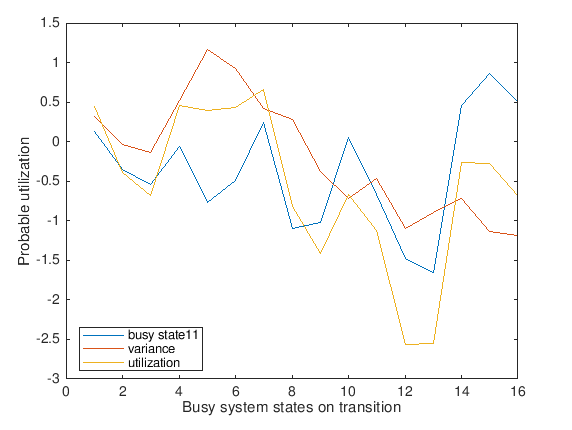 1.5
1
0.5
0
-0.5
-1
-1.5
-2
-2.5
-3
Probable utilization
busy state11
variance
utilization
0 2 4 6 8 10 12 14 16
Busy system states on transition